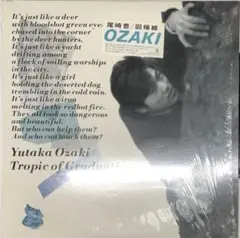 It's just like a deer
with bloodshot green eye
chased into the corner
by the deer hunters.
It's just like a yacht
drifting among
a flock of sailing warships
in the city.
It's just like a girl
holding the deserted dog
trembling in the cold rain.
It's just like a iron
melting in the redhot fire.
They all look so dangerous
and beautiful.
But who can help them?
And who can touch them?
尾崎豊/回帰線
OZAKI
Yutaka Ozaki
Tropic of Graduation